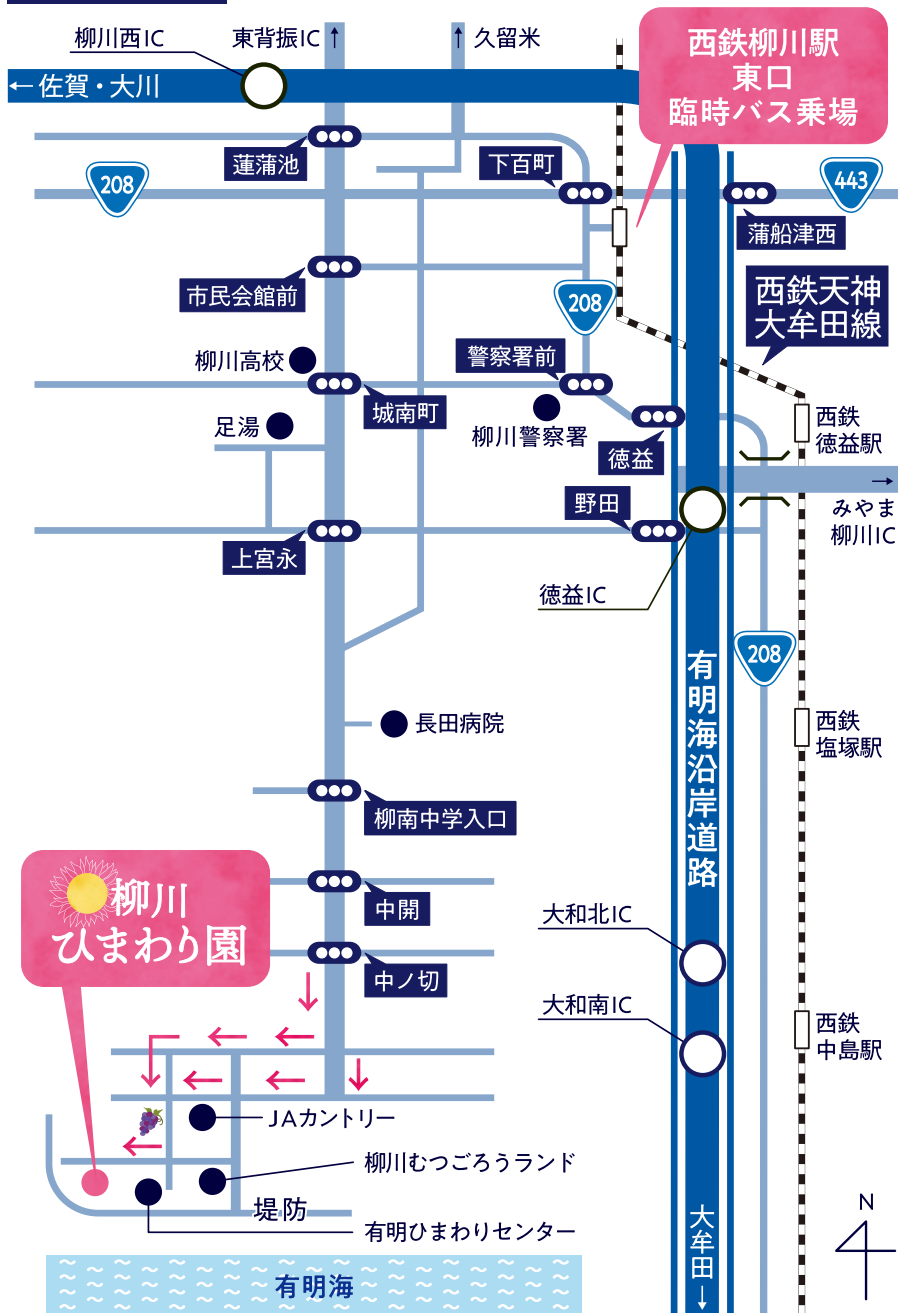 柳川西IC
東背振IC↑
↑久留米
西鉄柳川駅
東口
臨時バス乗場
←佐賀・大川
蓮蒲池
下百町
208
443
蒲船津西
市民会館前
208
西鉄天神
大牟田線
柳川高校
警察署前
城南町
足湯
柳川警察署
西鉄
徳益駅
徳益
→
みやま
柳川IC
野田
上宮永
徳益IC
208
有明海沿岸道路
長田病院
西鉄
塩塚駅
柳南中学入口
柳川
ひまわり園
中開
大和北IC
中ノ切
大和南IC
西鉄
中島駅
JAカントリー
柳川むつごろうランド
堤防
有明ひまわりセンター
大牟田↓
N
有明海